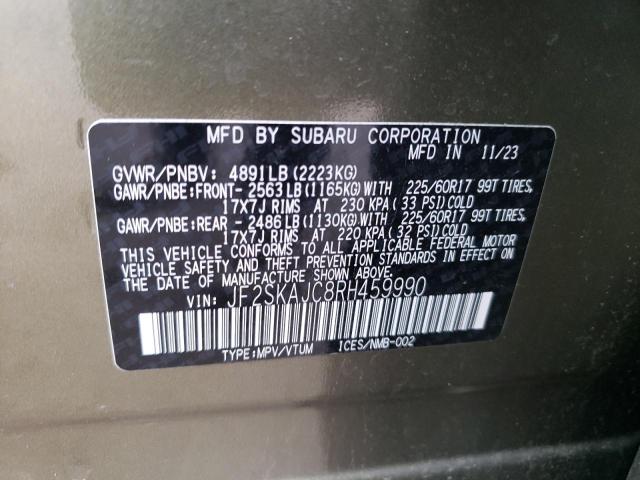 MFD BY SUBARU CORPORATION
MFD IN 11/23
GVWR/PNBV: 4891LB(2223KG)
GAWR/PNBE:FRONT- 2563LB(1165KG)WITH 225/60R17 99T TIRES,
17X7J RIMS AT 230 KPA(33 PSI)COLD
GAWR/PNBE:REAR - 2486LB(1130KG)WITH 225/60R17 99T TIRES,
17X7J RIMS AT 220 KPA(32 PSI)COLD
THIS VEHICLE CONFORMS TO ALL APPLICABLE FEDERAL MOTOR
VEHICLE SAFETY AND THEFT PREVENTION STANDARDS IN EFFECT ON
THE DATE OF MANUFACTURE SHOWN ABOVE.
VIN: JF2SKAJC8RH459990
TYPE:MPV/VTUM ICES/NMB-002